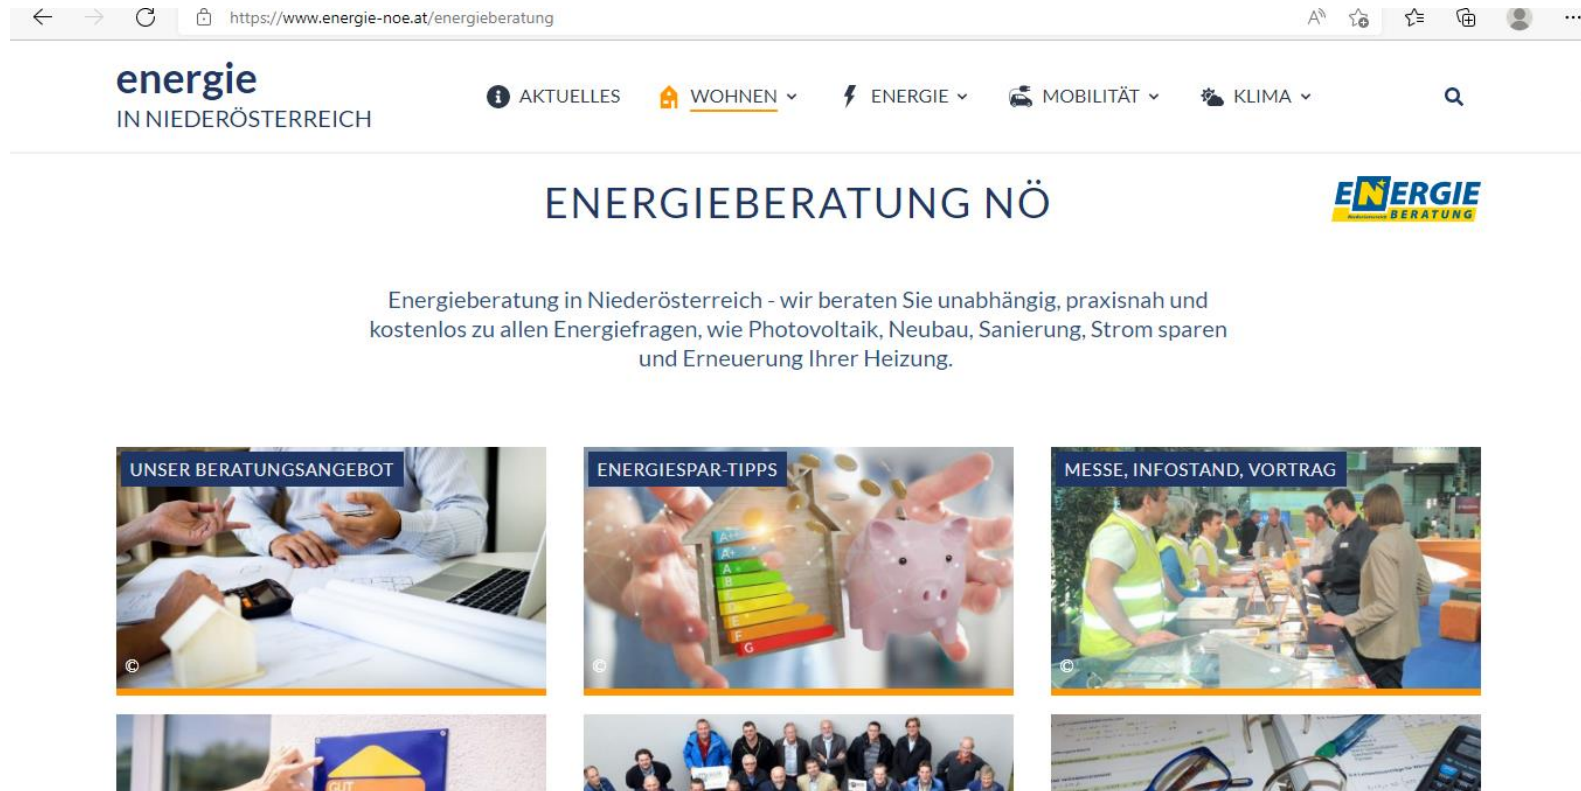 https://www.energie-noe.at/energieberatung
energie
IN NIEDERÖSTERREICH
AKTUELLES
WOHNEN
ENERGIE
MOBILITÄT
KLIMA
ENERGIEBERATUNG NÖ
ENERGIE
BERATUNG
Energieberatung in Niederösterreich - wir beraten Sie unabhängig, praxisnah und
kostenlos zu allen Energiefragen, wie Photovoltaik, Neubau, Sanierung, Strom sparen
und Erneuerung Ihrer Heizung.
UNSER BERATUNGSANGEBOT
©
ENERGIESPAR-TIPPS
A++
A+
A
B
E
F
G
©
MESSE, INFOSTAND, VORTRAG
©
GUT